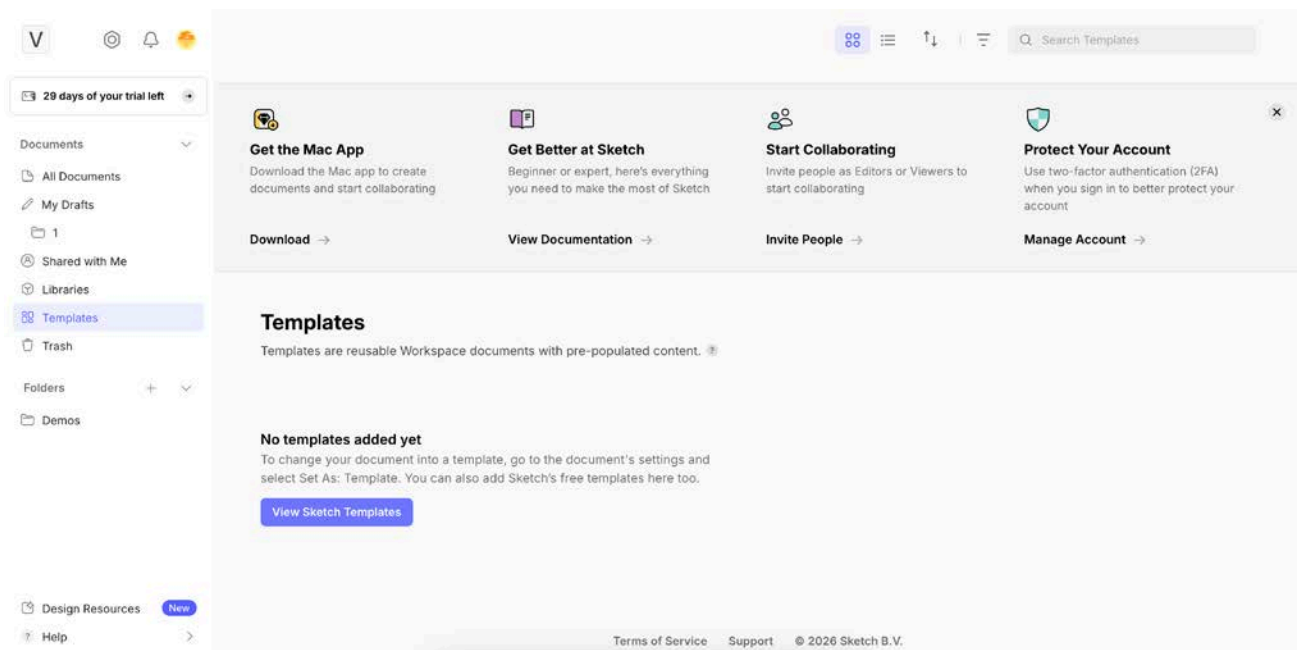 V
29 days of your trial left
Documents
All Documents
My Drafts
1
Shared with Me
Libraries
Templates
Trash
Folders
Demos
Design Resources
New
? Help
Search Templates
Get the Mac App
Download the Mac app to create
documents and start collaborating
Download →
Get Better at Sketch
Beginner or expert, here's everything
you need to make the most of Sketch
View Documentation →
Start Collaborating
Invite people as Editors or Viewers to
start collaborating
Invite People →
Protect Your Account
Use two-factor authentication (2FA)
when you sign in to better protect your
account
Manage Account →
Templates
Templates are reusable Workspace documents with pre-populated content. ?
No templates added yet
To change your document into a template, go to the document's settings and
select Set As: Template. You can also add Sketch's free templates here too.
View Sketch Templates
Terms of Service Support © 2026 Sketch B.V.